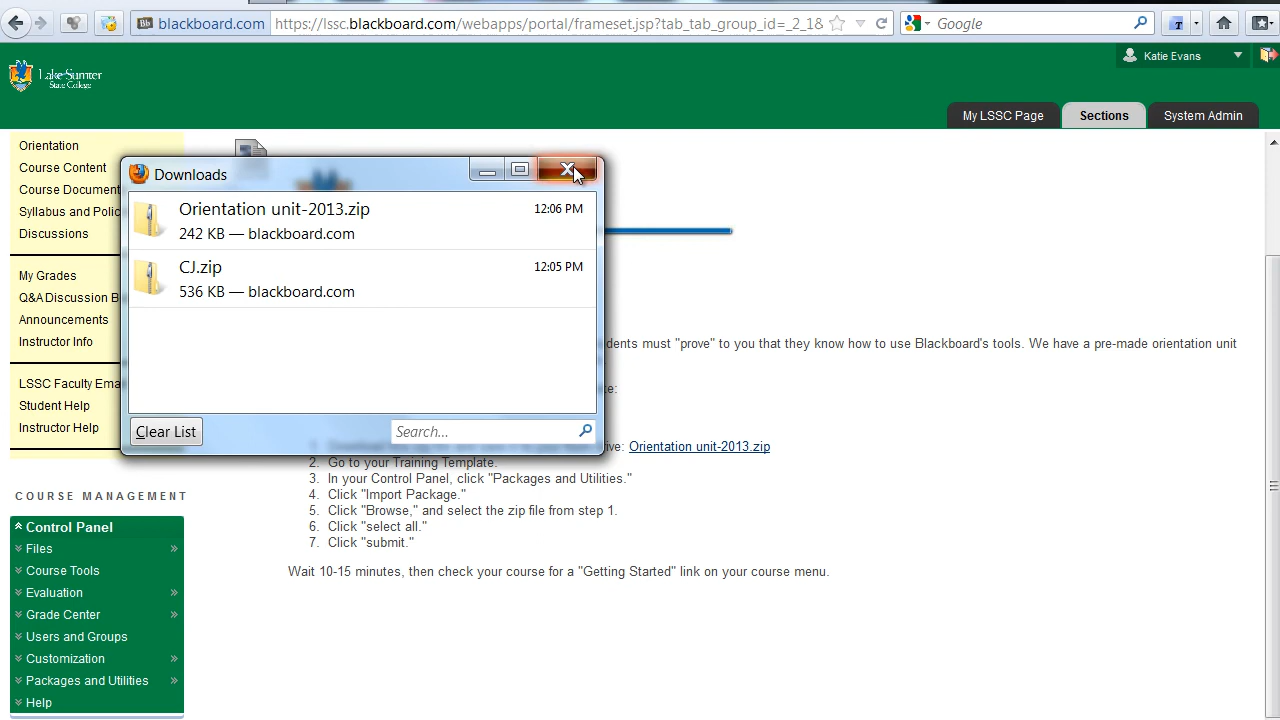 blackboard.com
https://lssc.blackboard.com/webapps/portal/frameset.jsp?tab_tab_group_id=_2_1&
Google
Lake-Sumter
State College
Katie Evans
My LSSC Page
Sections
System Admin
Orientation
Course Content
Course Document
Syllabus and Polic
Discussions
My Grades
Q&A Discussion B
Announcements
Instructor Info
LSSC Faculty Ema
Student Help
Instructor Help
COURSE MANAGEMENT
Control Panel
Files
Course Tools
Evaluation
Grade Center
Users and Groups
Customization
Packages and Utilities
Help
Downloads
Orientation unit-2013.zip
12:06 PM
242 KB — blackboard.com
CJ.zip
12:05 PM
536 KB — blackboard.com
Clear List
Search...
dents must "prove" to you that they know how to use Blackboard's tools. We have a pre-made orientation unit
te:
ive: Orientation unit-2013.zip
2. Go to your Training Template.
3. In your Control Panel, click "Packages and Utilities."
4. Click "Import Package."
5. Click "Browse," and select the zip file from step 1.
6. Click "select all."
7. Click "submit."
Wait 10-15 minutes, then check your course for a "Getting Started" link on your course menu.